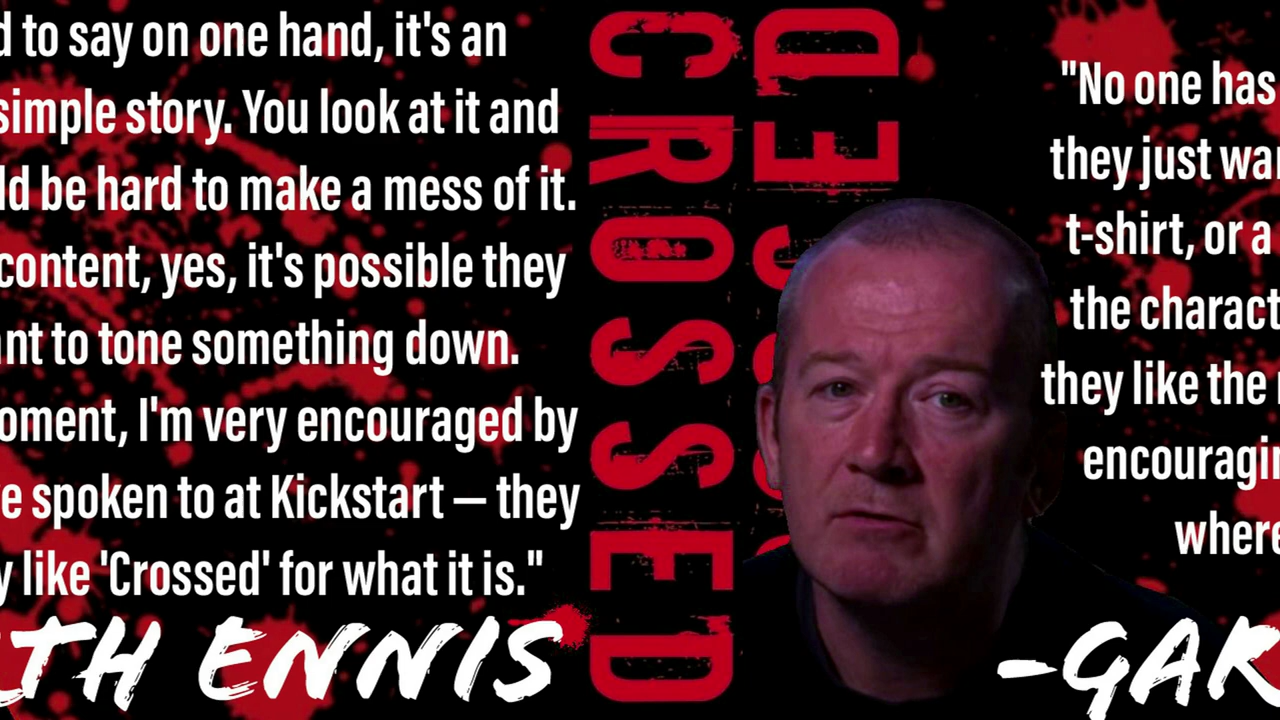 d to say on one hand, it's an
simple story. You look at it and
ld be hard to make a mess of it.
content, yes, it's possible they
nt to tone something down.
oment, I'm very encouraged by
e spoken to at Kickstart — they
y like 'Crossed' for what it is."
TH ENNIS
CROSSED
CROSSED
"No one has
they just wa
t-shirt, or a
the charact
they like the
encouragin
where
-GAR